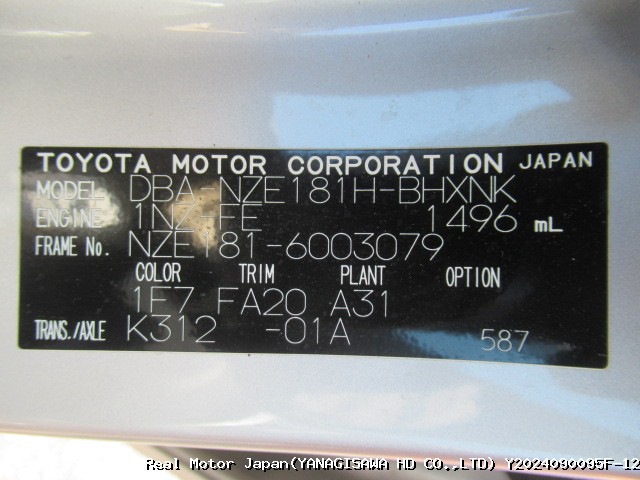 TOYOTA MOTOR CORPORATION JAPAN
MODEL DBA-NZE181H-BHXNK
ENGINE 1NZ-FE 1496 mL
FRAME No. NZE181-6003079
COLOR TRIM PLANT OPTION
1E7 FA20 A31
TRANS./AXLE K312 -01A 587
Real Motor Japan(YANAGISAWA HD CO.,LTD) Y2024090095F-12